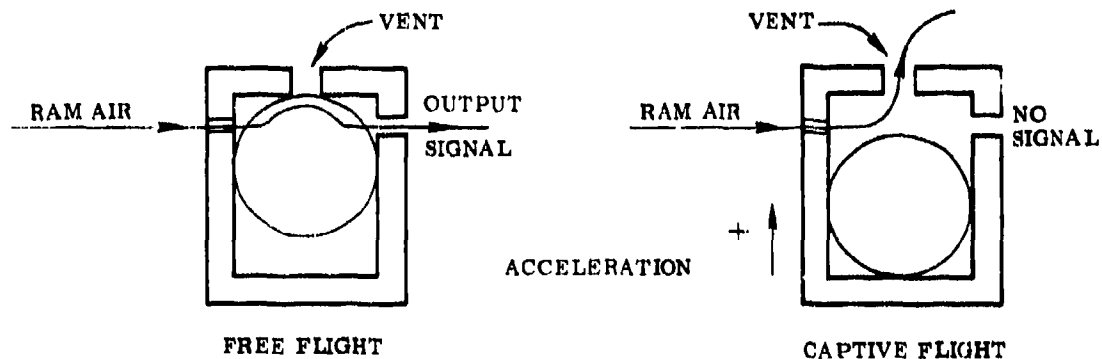 VENT
RAM AIR
OUTPUT
SIGNAL
FREE FLIGHT
VENT
RAM AIR
NO
SIGNAL
+
ACCELERATION
CAPTIVE FLIGHT